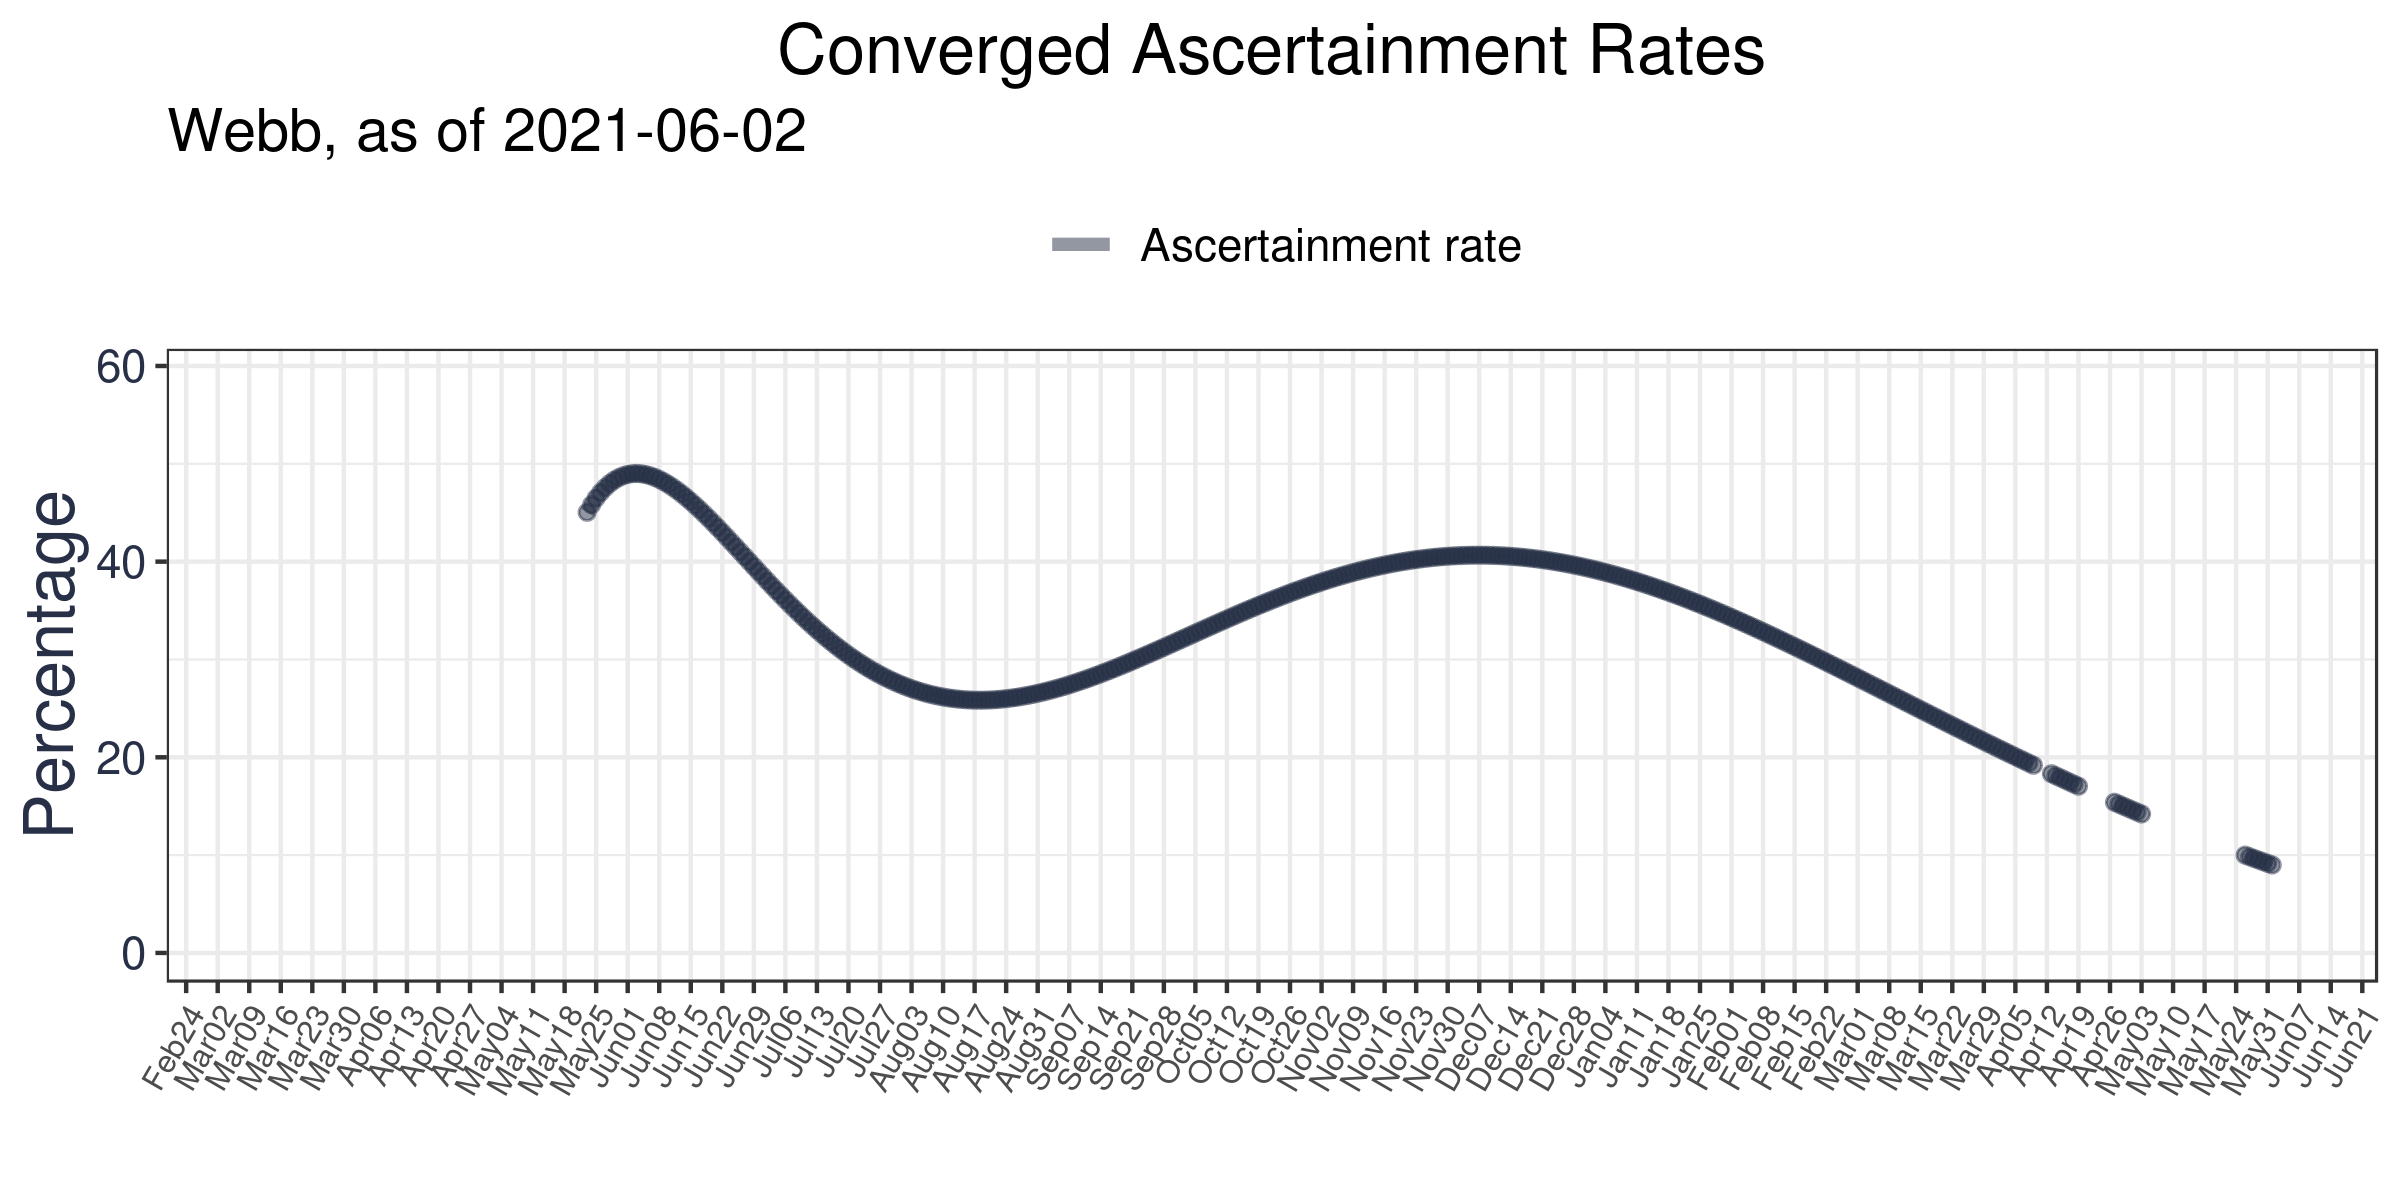 Converged Ascertainment Rates
Webb, as of 2021-06-02
Ascertainment rate
Percentage
60
40
20
0
Feb24
Mar02
Mar09
Mar16
Mar23
Mar30
Apr06
Apr13
Apr20
Apr27
May04
May11
May18
May25
Jun01
Jun08
Jun15
Jun22
Jun29
Jul06
Jul13
Jul20
Jul27
Aug03
Aug10
Aug17
Aug24
Aug31
Sep07
Sep14
Sep21
Sep28
Oct05
Oct12
Oct19
Oct26
Nov02
Nov09
Nov16
Nov23
Nov30
Dec07
Dec14
Dec21
Dec28
Jan04
Jan11
Jan18
Jan25
Feb01
Feb08
Feb15
Feb22
Mar01
Mar08
Mar15
Mar22
Mar29
Apr05
Apr12
Apr19
Apr26
May03
May10
May17
May24
May31
Jun07
Jun14
Jun21